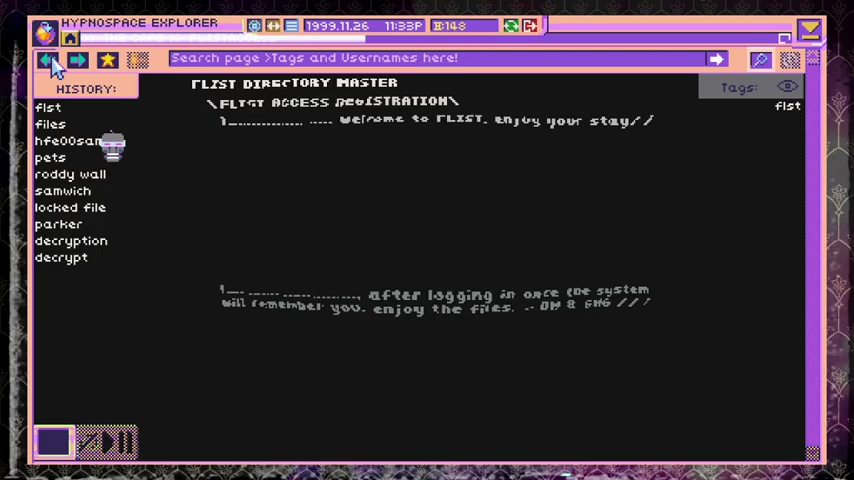 HYPNOSPACE EXPLORER
1999.11.26 11:33P
148
Search page >Tags and Usernames here!
HISTORY:
Tags:
FLIST DIRECTORY MASTER
\FLIST ACCESS REGISTRATION\
Welcome to FLIST, enjoy your stay//
flst
flst
files
hfe00sam
pets
roddy wall
samwich
locked file
parker
decryption
decrypt
after logging in once the system
will remember you. enjoy the files.